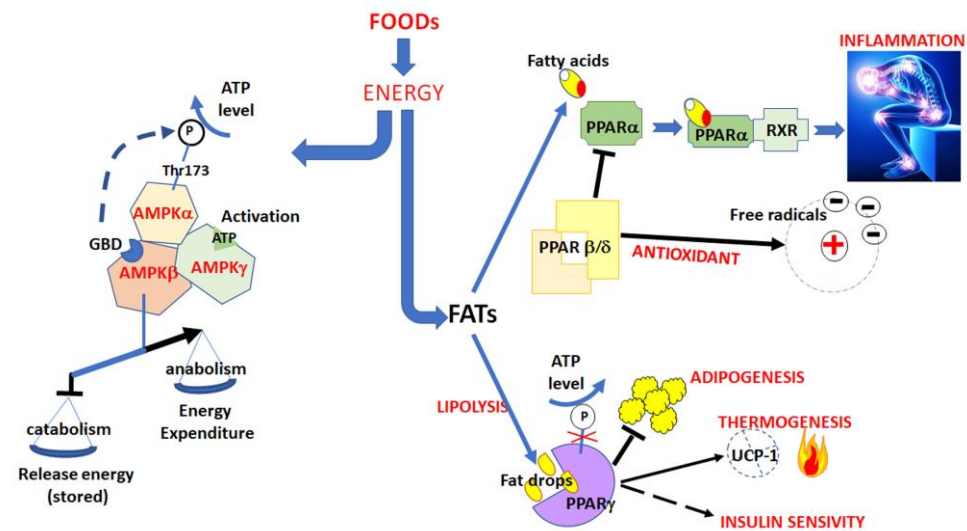 FOODs
ENERGY
ATP
level
P
Thr173
AMPKα
Activation
ATP
GBD
AMPKβ
AMPKγ
anabolism
Energy
Expenditure
catabolism
Release energy
(stored)
FATs
Fatty acids
PPARα
PPARα
RXR
INFLAMMATION
PPAR β/δ
ANTIOXIDANT
Free radicals
LIPOLYSIS
ATP
level
P
Fat drops
PPARγ
ADIPOGENESIS
THERMOGENESIS
UCP-1
INSULIN SENSIVITY